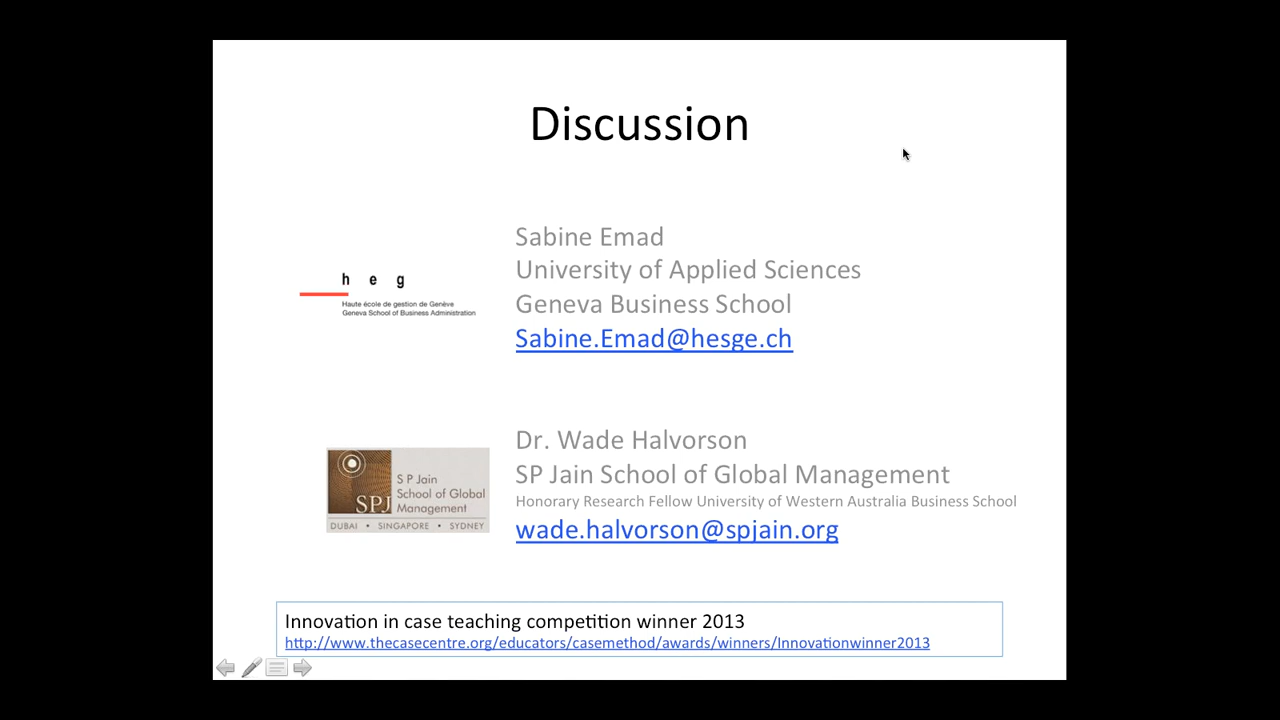 Discussion
h e g
Haute école de gestion de Genève
Geneva School of Business Administration
Sabine Emad
University of Applied Sciences
Geneva Business School
Sabine.Emad@hesge.ch
SPJ
S P Jain
School of Global
Management
DUBAI • SINGAPORE • SYDNEY
Dr. Wade Halvorson
SP Jain School of Global Management
Honorary Research Fellow University of Western Australia Business School
wade.halvorson@spjain.org
Innovation in case teaching competition winner 2013
http://www.thecasecentre.org/educators/casemethod/awards/winners/Innovationwinner2013